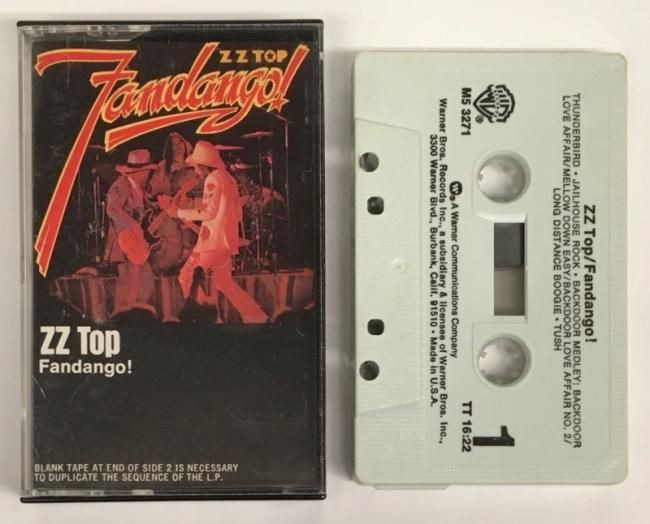 ZZ TOP
Fandango!
ZZ Top
Fandango!
BLANK TAPE AT END OF SIDE 2 IS NECESSARY
TO DUPLICATE THE SEQUENCE OF THE L.P.
ZZ Top/Fandango!
THUNDERBIRD • JAILHOUSE ROCK • BACKDOOR MEDLEY: BACKDOOR
LOVE AFFAIR/MELLOW DOWN EASY/BACKDOOR LOVE AFFAIR NO. 2/
LONG DISTANCE BOOGIE • TUSH
WB
®
M5 3271
TT 16:22
1
A Warner Communications Company
Warner Bros. Records Inc., a subsidiary & licensee of Warner Bros. Inc.,
3300 Warner Blvd., Burbank, Calif. 91510 • Made in U.S.A.